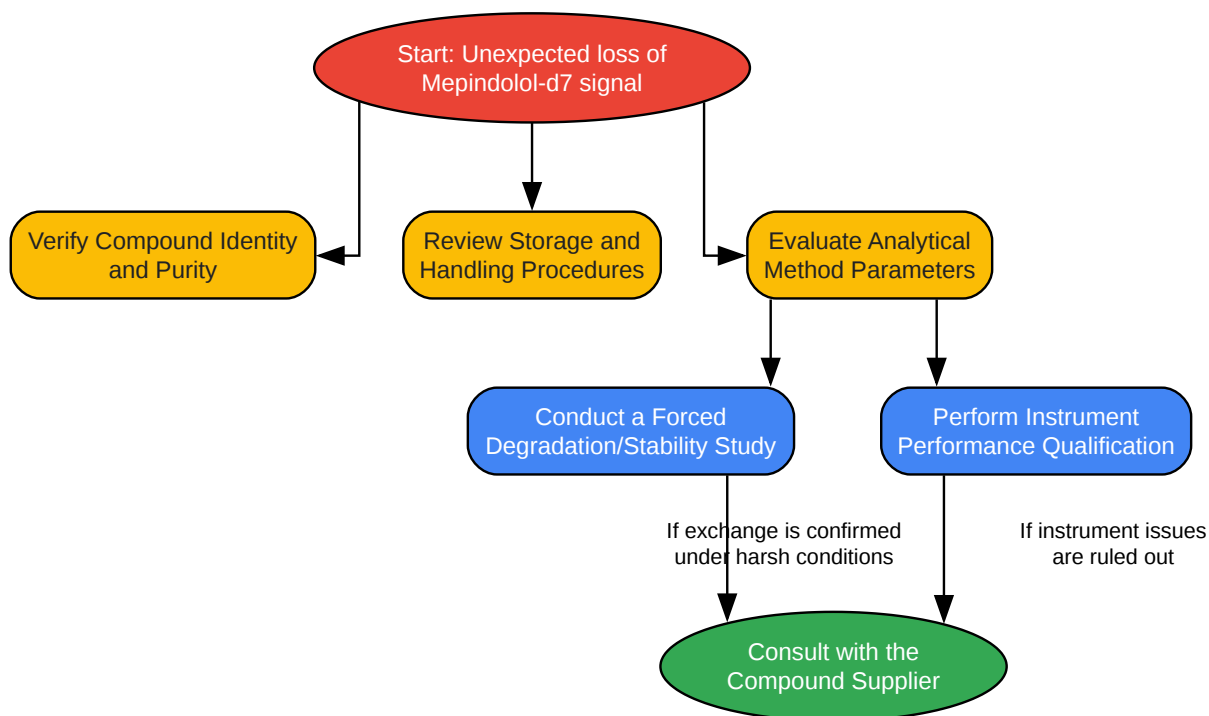 Start: Unexpected loss of
Mepindolol-d7 signal
Verify Compound Identity
and Purity
Review Storage and
Handling Procedures
Evaluate Analytical
Method Parameters
Conduct a Forced
Degradation/Stability Study
Perform Instrument
Performance Qualification
If exchange is confirmed
under harsh conditions
If instrument issues
are ruled out
Consult with the
Compound Supplier